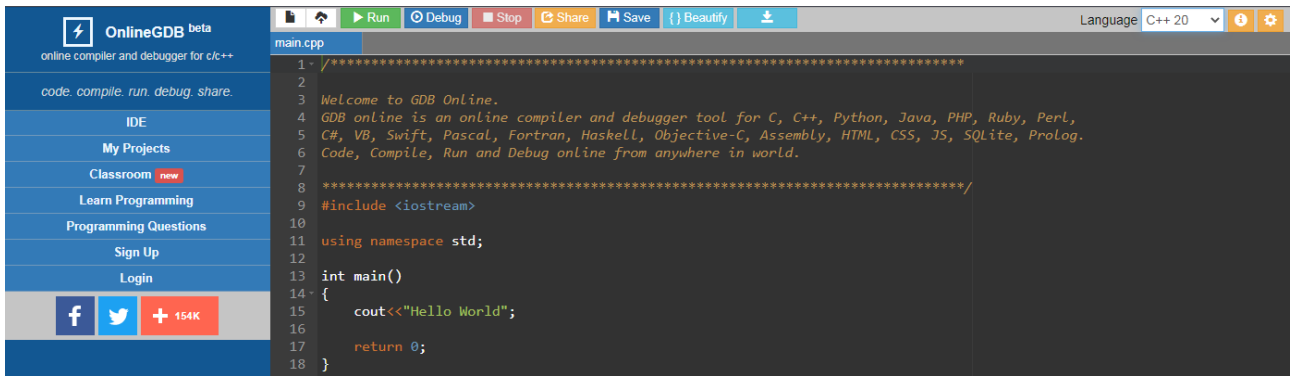 OnlineGDB beta
online compiler and debugger for c/c++
code. compile. run. debug. share.
IDE
My Projects
Classroom new
Learn Programming
Programming Questions
Sign Up
Login
154K
Run Debug Stop Share Save { } Beautify
Language C++ 20
main.cpp
1 /******************************************************************************
2
3 Welcome to GDB Online.
4 GDB online is an online compiler and debugger tool for C, C++, Python, Java, PHP, Ruby, Perl,
5 C#, VB, Swift, Pascal, Fortran, Haskell, Objective-C, Assembly, HTML, CSS, JS, SQLite, Prolog.
6 Code, Compile, Run and Debug online from anywhere in world.
7
8 *******************************************************************************/
9 #include <iostream>
10
11 using namespace std;
12
13 int main()
14 {
15 cout<<"Hello World";
16
17 return 0;
18 }